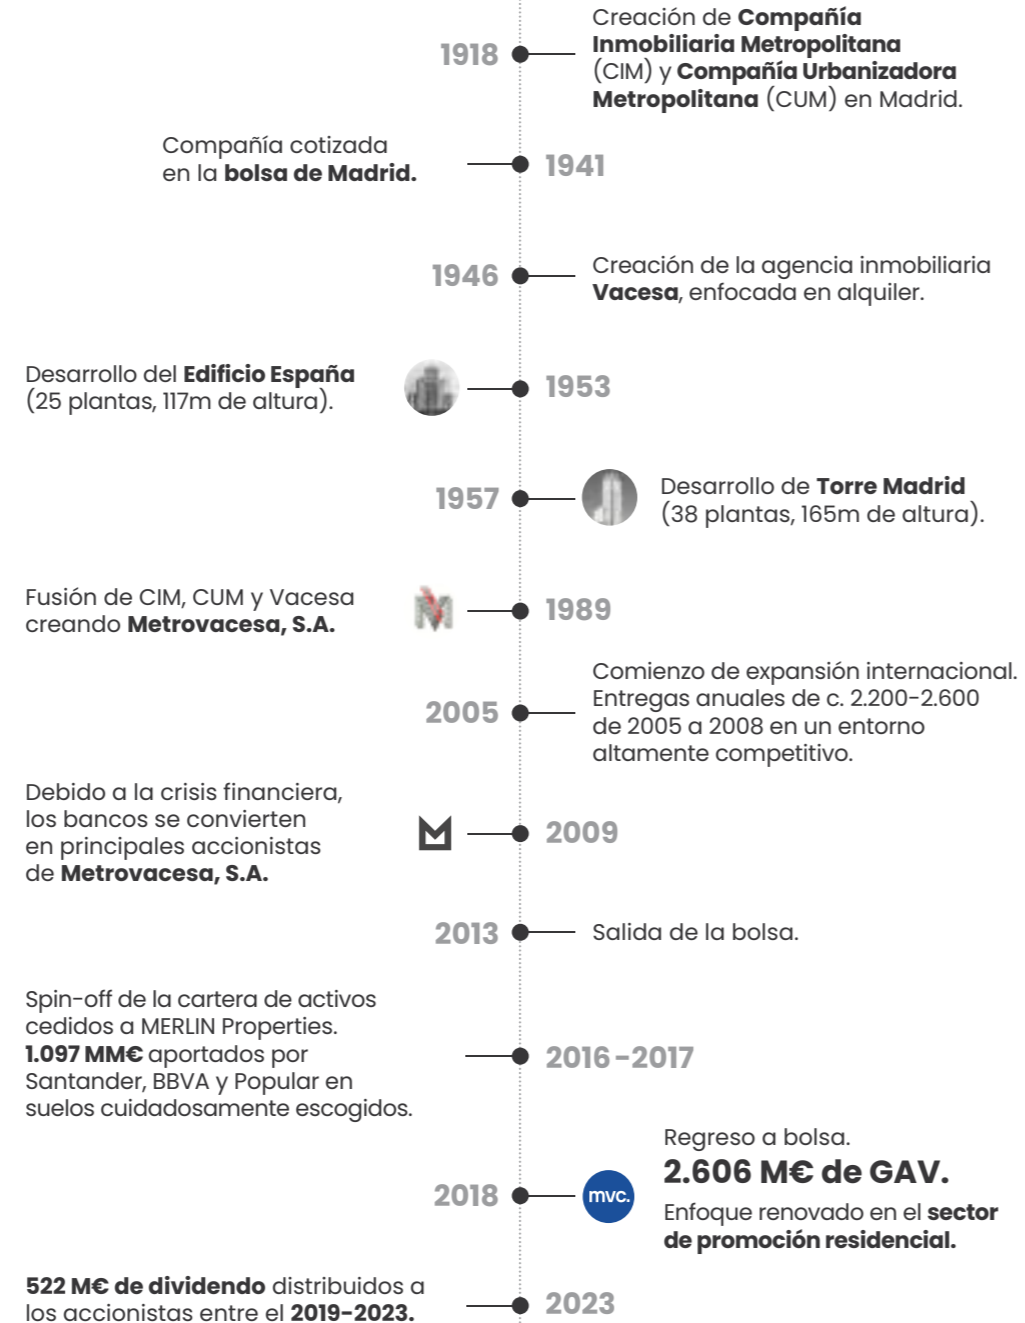 1918
Creación de Compañía
Inmobiliaria Metropolitana
(CIM) y Compañía Urbanizadora
Metropolitana (CUM) en Madrid.
Compañía cotizada
en la bolsa de Madrid.
1941
1946
Creación de la agencia inmobiliaria
Vacesa, enfocada en alquiler.
Desarrollo del Edificio España
(25 plantas, 117m de altura).
1953
1957
Desarrollo de Torre Madrid
(38 plantas, 165m de altura).
Fusión de CIM, CUM y Vacesa
creando Metrovacesa, S.A.
1989
2005
Comienzo de expansión internacional.
Entregas anuales de c. 2.200-2.600
de 2005 a 2008 en un entorno
altamente competitivo.
Debido a la crisis financiera,
los bancos se convierten
en principales accionistas
de Metrovacesa, S.A.
2009
2013
Salida de la bolsa.
Spin-off de la cartera de activos
cedidos a MERLIN Properties.
1.097 MM€ aportados por
Santander, BBVA y Popular en
suelos cuidadosamente escogidos.
2016-2017
2018
mvc.
Regreso a bolsa.
2.606 M€ de GAV.
Enfoque renovado en el sector
de promoción residencial.
522 M€ de dividendo distribuidos a
los accionistas entre el 2019-2023.
2023